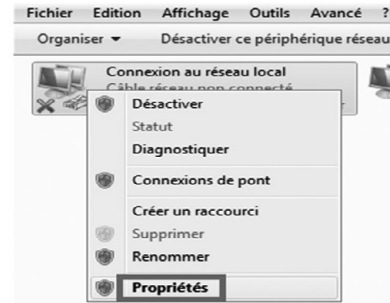 Fichier Edition Affichage Outils Avancé ?
Organiser Désactiver ce périphérique réseau
Connexion au réseau local
Câble réseau non connecté
Désactiver
Statut
Diagnostiquer
Connexions de pont
Créer un raccourci
Supprimer
Renommer
Propriétés